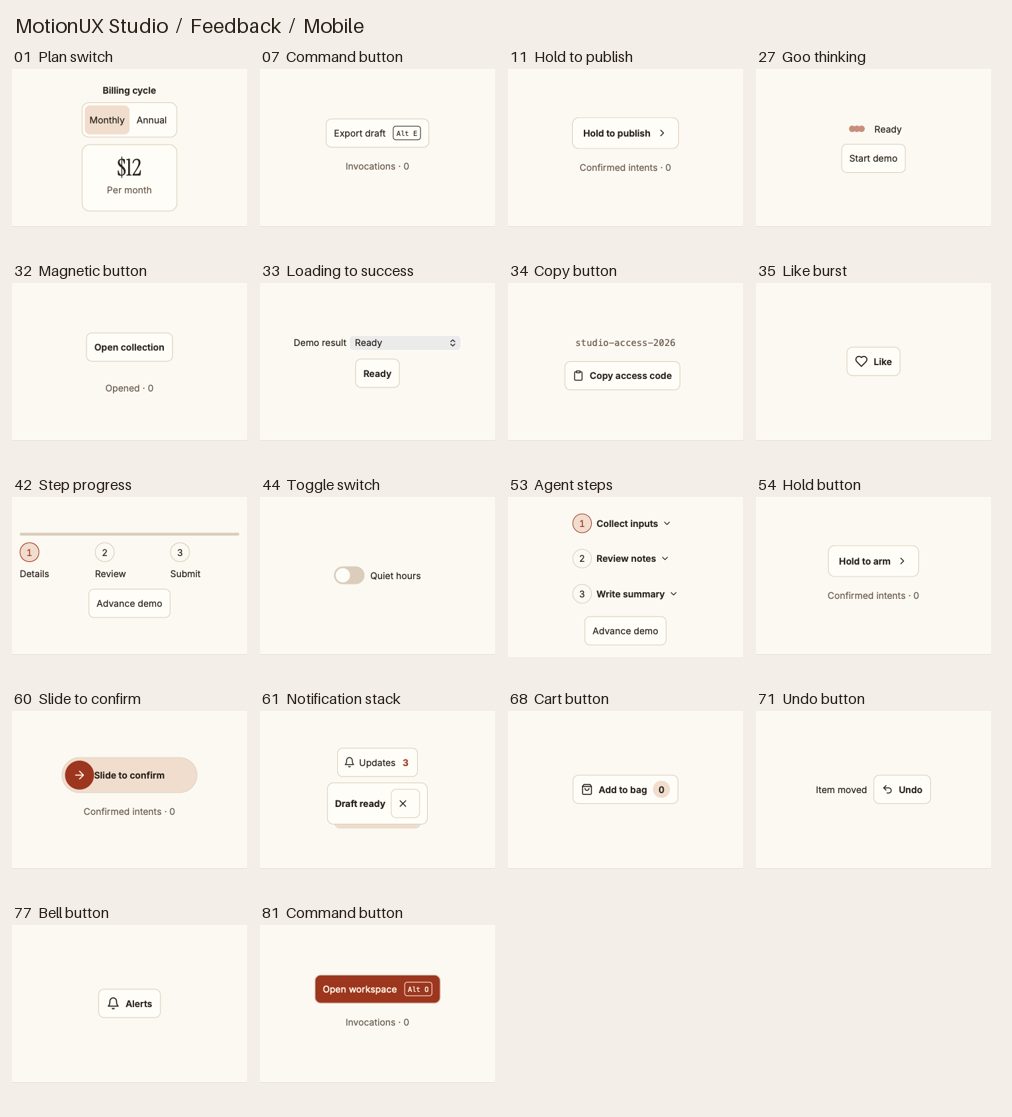 MotionUX Studio / Feedback / Mobile
01 Plan switch
Billing cycle
Monthly Annual
$12
Per month
07 Command button
Export draft Alt E
Invocations · 0
11 Hold to publish
Hold to publish
Confirmed intents · 0
27 Goo thinking
Ready
Start demo
32 Magnetic button
Open collection
Opened · 0
33 Loading to success
Demo result Ready
Ready
34 Copy button
studio-access-2026
Copy access code
35 Like burst
Like
42 Step progress
1 2 3
Details Review Submit
Advance demo
44 Toggle switch
Quiet hours
53 Agent steps
1 Collect inputs
2 Review notes
3 Write summary
Advance demo
54 Hold button
Hold to arm
Confirmed intents · 0
60 Slide to confirm
Slide to confirm
Confirmed intents · 0
61 Notification stack
Updates 3
Draft ready
68 Cart button
Add to bag 0
71 Undo button
Item moved Undo
77 Bell button
Alerts
81 Command button
Open workspace Alt O
Invocations · 0